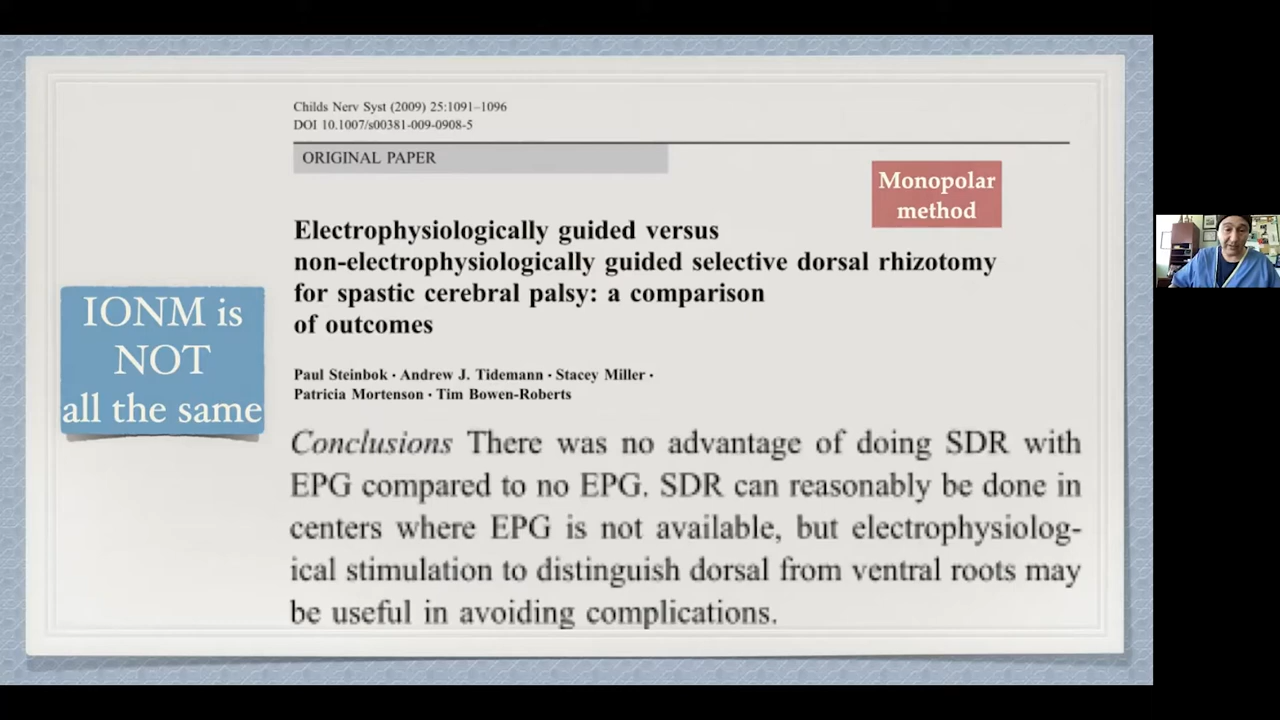 Childs Nerv Syst (2009) 25:1091–1096
DOI 10.1007/s00381-009-0908-5
ORIGINAL PAPER
Monopolar
method
Electrophysiologically guided versus
non-electrophysiologically guided selective dorsal rhizotomy
for spastic cerebral palsy: a comparison
of outcomes
Paul Steinbok · Andrew J. Tidemann · Stacey Miller ·
Patricia Mortenson · Tim Bowen-Roberts
IONM is
NOT
all the same
Conclusions There was no advantage of doing SDR with
EPG compared to no EPG. SDR can reasonably be done in
centers where EPG is not available, but electrophysiolog-
ical stimulation to distinguish dorsal from ventral roots may
be useful in avoiding complications.